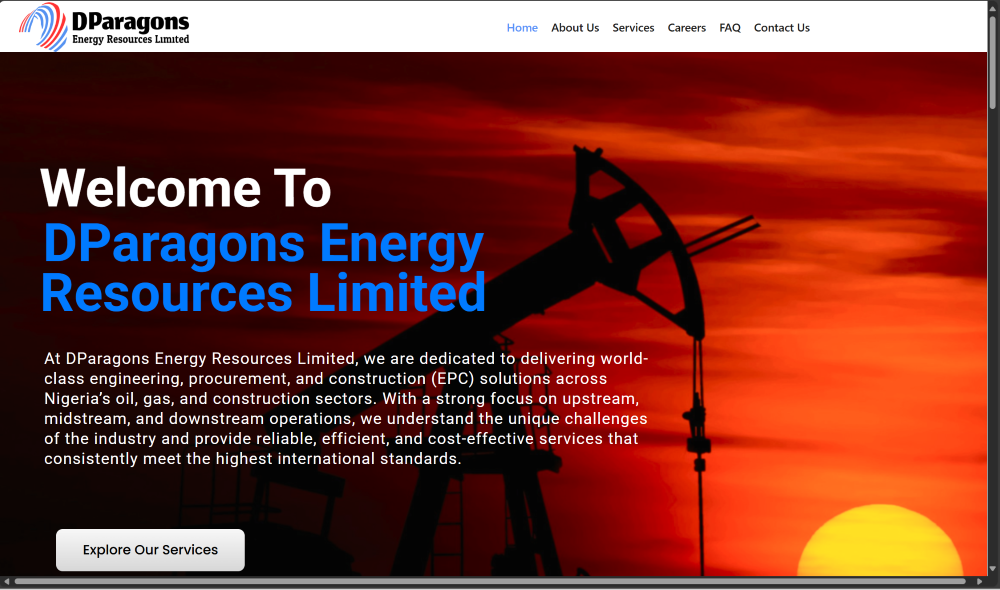 DParagons
Energy Resources Limited
Home About Us Services Careers FAQ Contact Us
Welcome To
DParagons Energy
Resources Limited
At DParagons Energy Resources Limited, we are dedicated to delivering world-
class engineering, procurement, and construction (EPC) solutions across
Nigeria’s oil, gas, and construction sectors. With a strong focus on upstream,
midstream, and downstream operations, we understand the unique challenges
of the industry and provide reliable, efficient, and cost-effective services that
consistently meet the highest international standards.
Explore Our Services